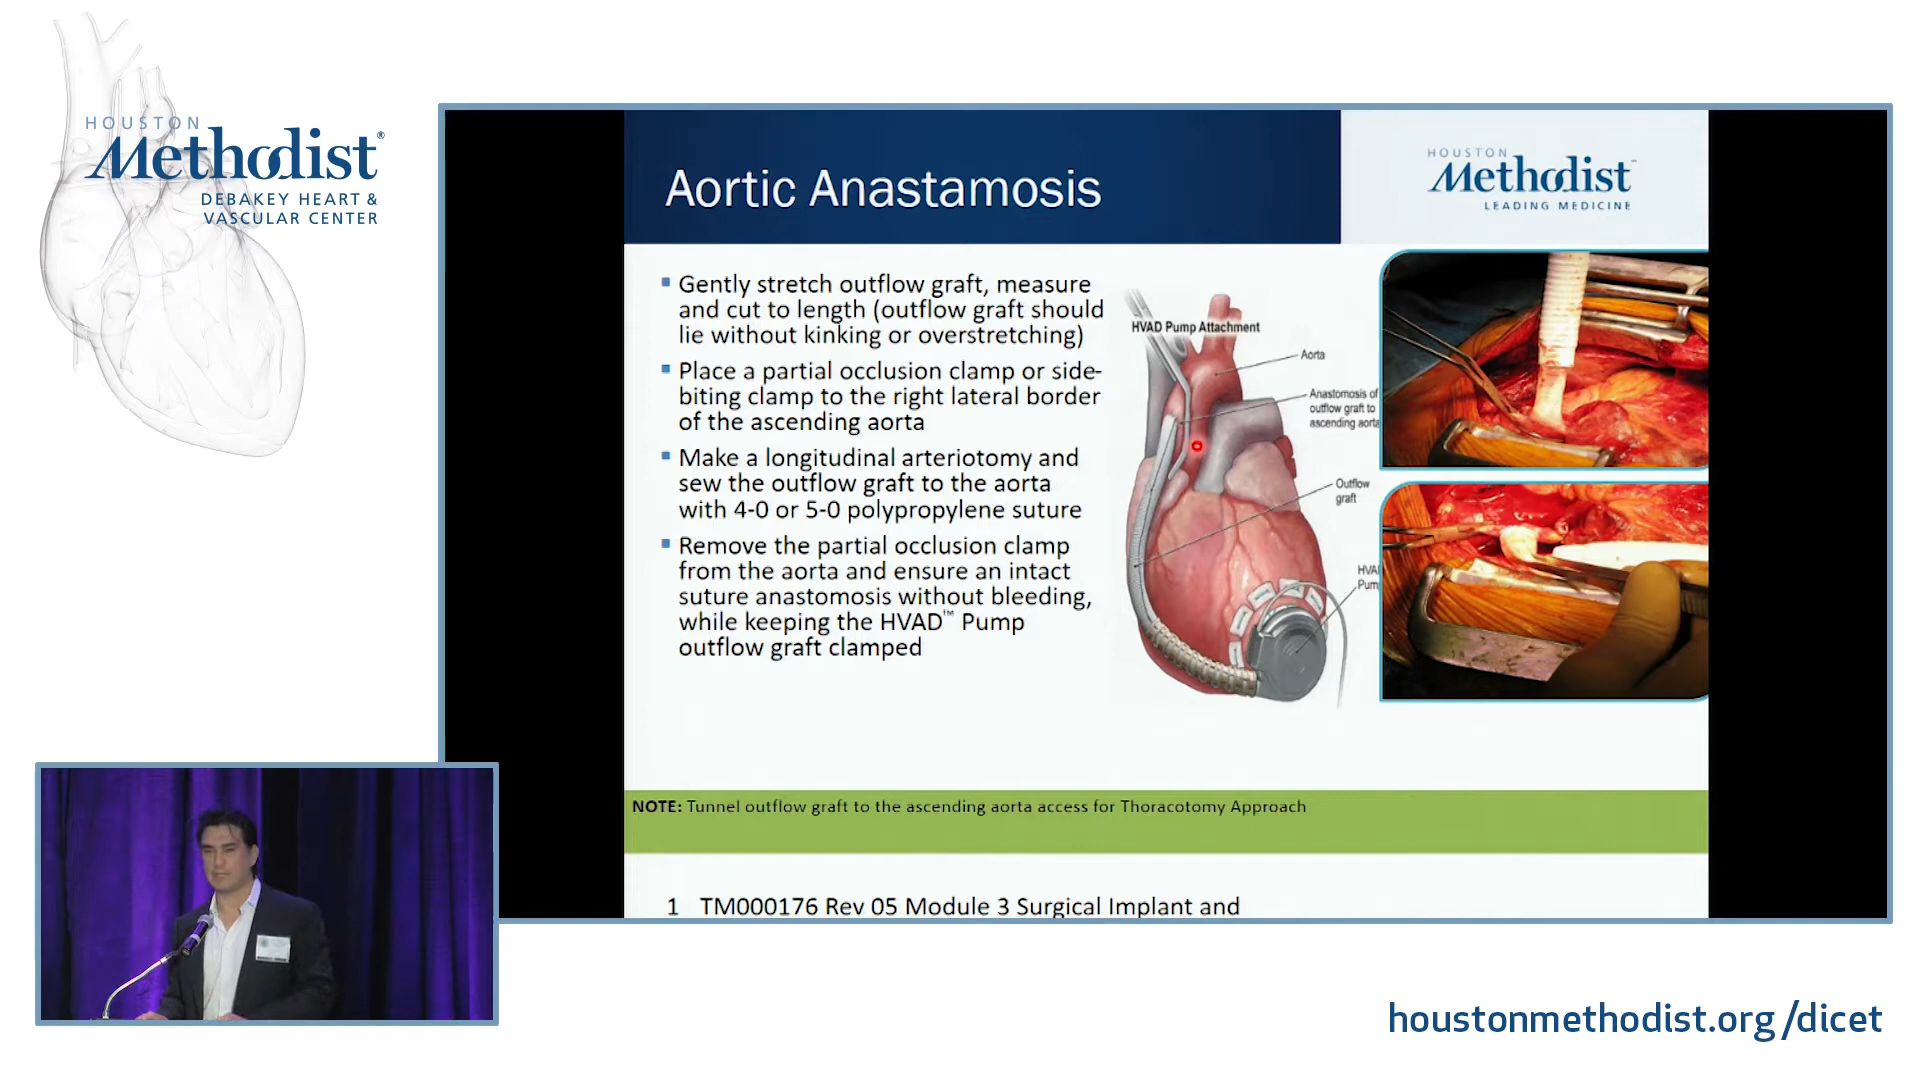 HOUSTON
Methodist®
DEBAKEY HEART &
VASCULAR CENTER
Aortic Anastamosis
HOUSTON
Methodist™
LEADING MEDICINE
Gently stretch outflow graft, measure
and cut to length (outflow graft should
lie without kinking or overstretching)
Place a partial occlusion clamp or side-
biting clamp to the right lateral border
of the ascending aorta
Make a longitudinal arteriotomy and
sew the outflow graft to the aorta
with 4-0 or 5-0 polypropylene suture
Remove the partial occlusion clamp
from the aorta and ensure an intact
suture anastomosis without bleeding,
while keeping the HVAD™ Pump
outflow graft clamped
HVAD Pump Attachment
Aorta
Anastomosis of
outflow graft to
ascending aorta
Outflow
graft
HVA
Pum
NOTE: Tunnel outflow graft to the ascending aorta access for Thoracotomy Approach
1 TM000176 Rev 05 Module 3 Surgical Implant and
houstonmethodist.org/dicet